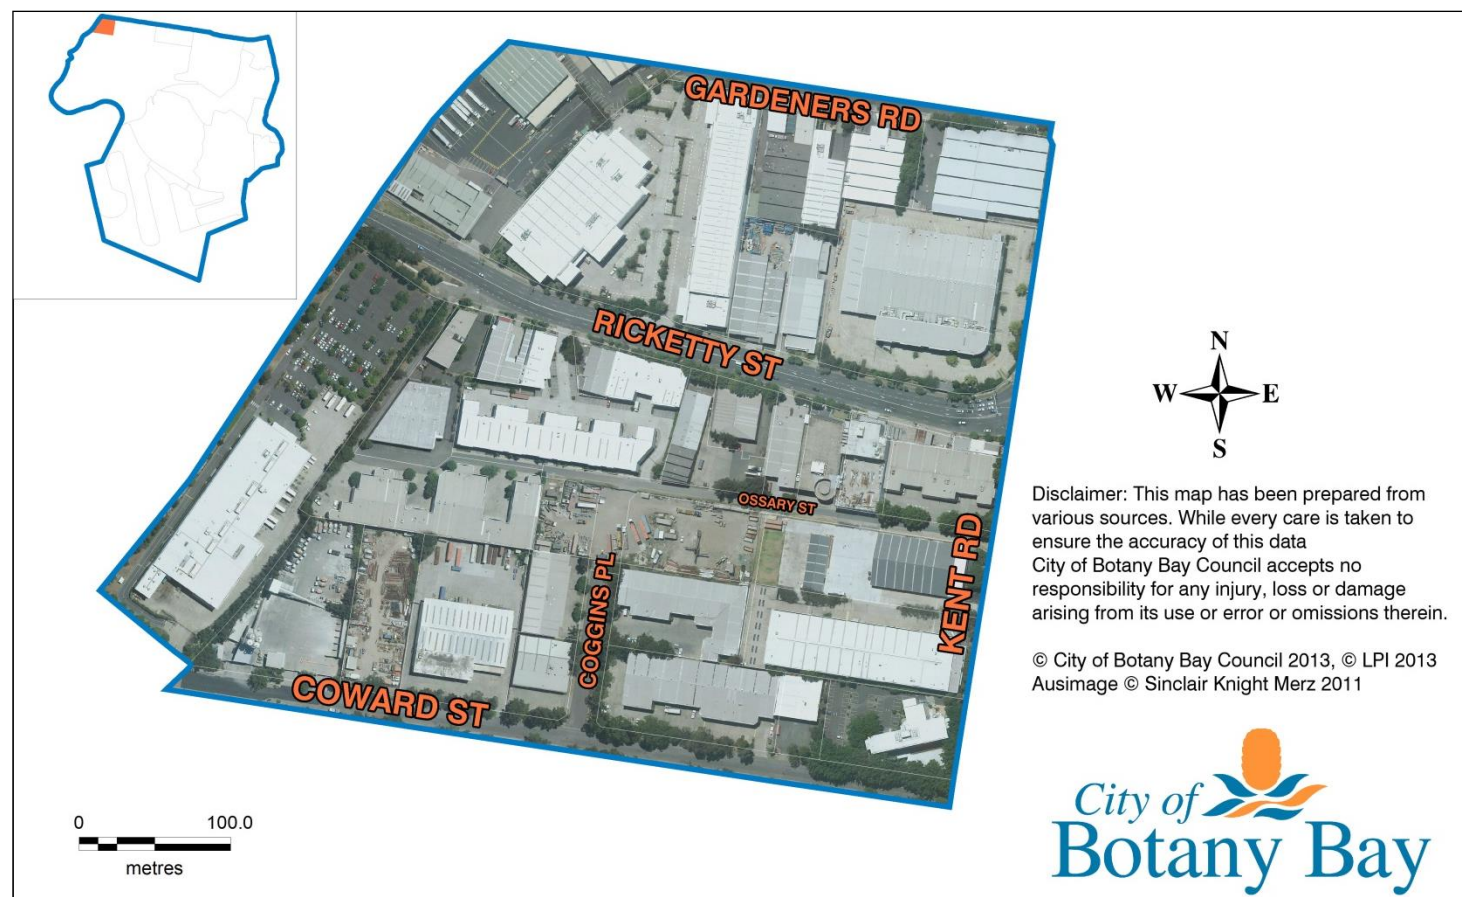 GARDENERS RD
RICKETTY ST
OSSARY ST
KENT RD
COGGINS PL
COWARD ST
N
W E
S
Disclaimer: This map has been prepared from
various sources. While every care is taken to
ensure the accuracy of this data
City of Botany Bay Council accepts no
responsibility for any injury, loss or damage
arising from its use or error or omissions therein.
© City of Botany Bay Council 2013, © LPI 2013
Ausimage © Sinclair Knight Merz 2011
0 100.0
metres
City of
Botany Bay